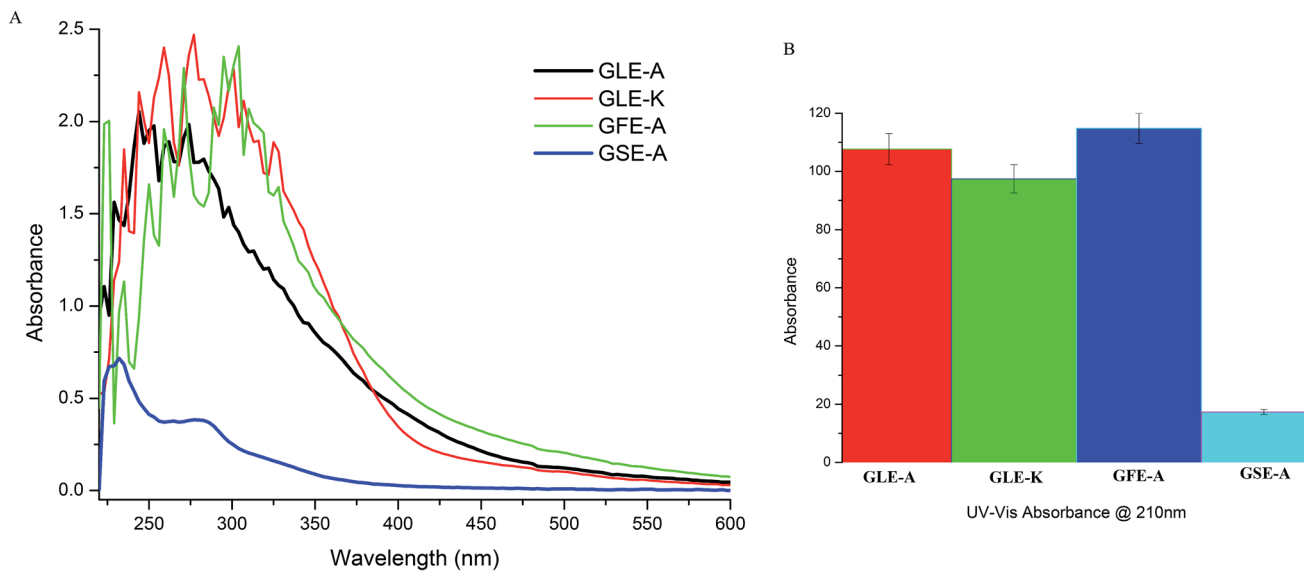 A
2.5
2.0
1.5
1.0
0.5
0.0
Absorbance
250
300
350
400
450
500
550
600
Wavelength (nm)
GLE-A
GLE-K
GFE-A
GSE-A
B
120
100
80
60
40
20
0
Absorbance
GLE-A
GLE-K
GFE-A
GSE-A
UV-Vis Absorbance @ 210nm